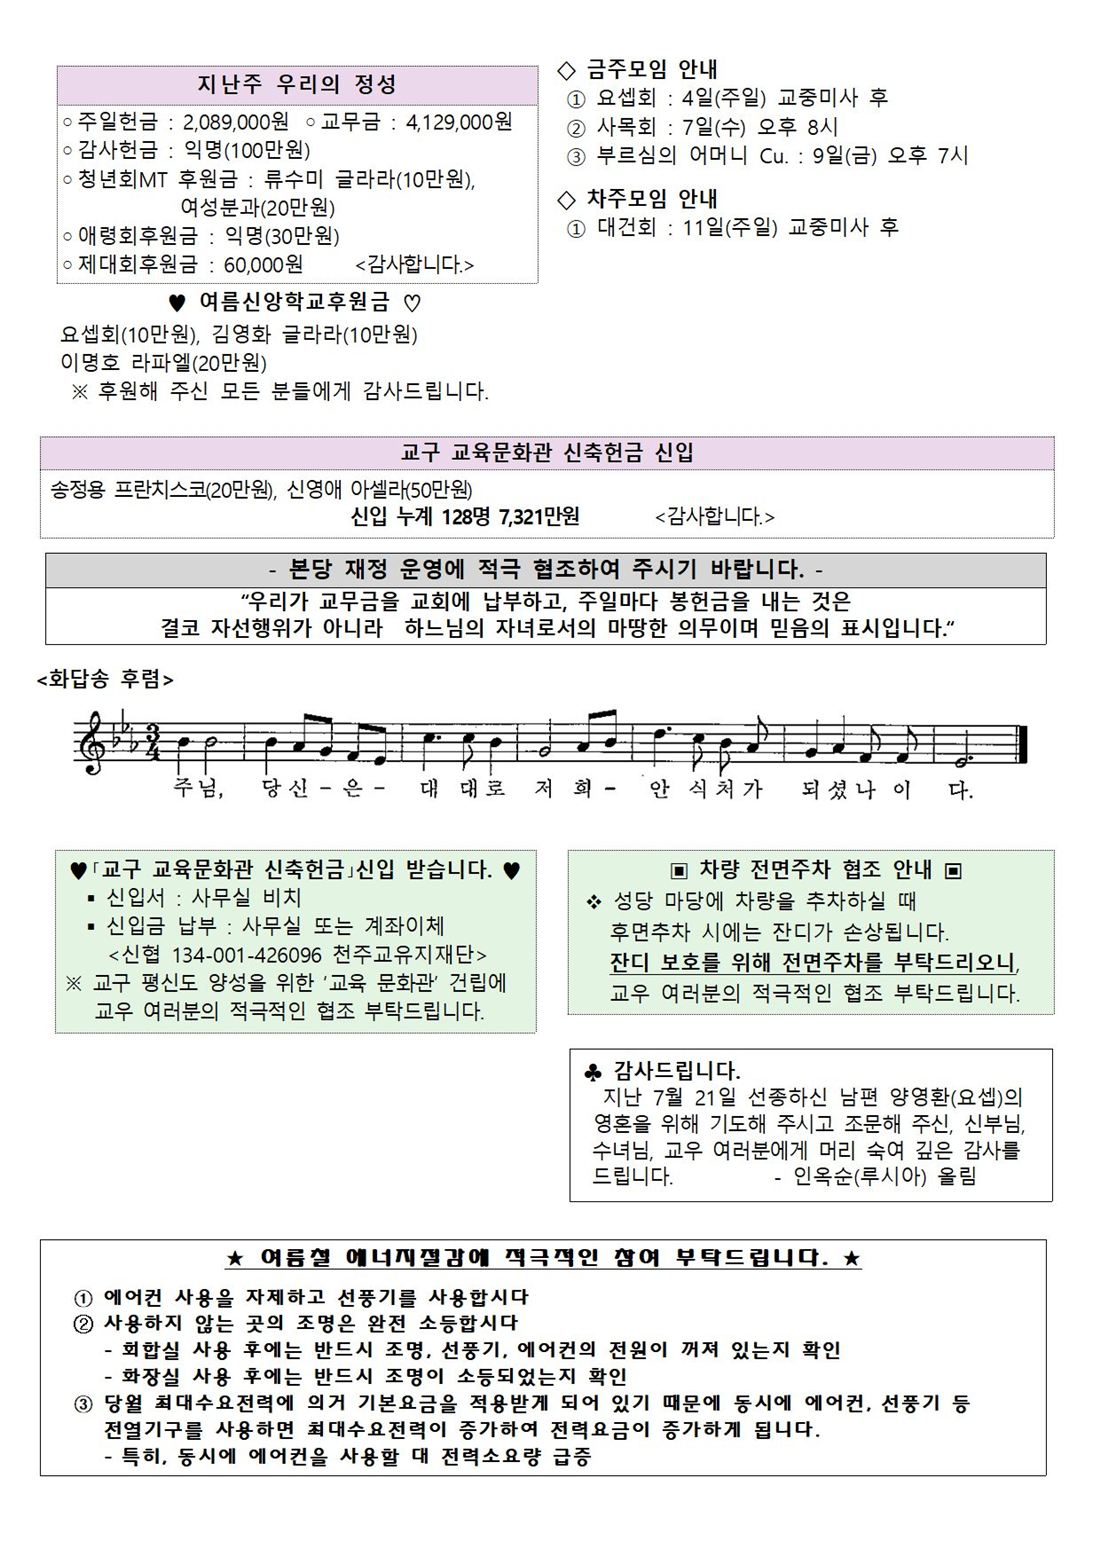 지난주 우리의 정성
○ 주일헌금 : 2,089,000원 ○ 교무금 : 4,129,000원
○ 감사헌금 : 익명(100만원)
○ 청년회MT 후원금 : 류수미 글라라(10만원),
여성분과(20만원)
○ 애령회후원금 : 익명(30만원)
○ 제대회후원금 : 60,000원 <감사합니다.>
♥ 여름신앙학교후원금 ♡
요셉회(10만원), 김영화 글라라(10만원)
이명호 라파엘(20만원)
※ 후원해 주신 모든 분들에게 감사드립니다.
◇ 금주모임 안내
① 요셉회 : 4일(주일) 교중미사 후
② 사목회 : 7일(수) 오후 8시
③ 부르심의 어머니 Cu. : 9일(금) 오후 7시
◇ 차주모임 안내
① 대건회 : 11일(주일) 교중미사 후
교구 교육문화관 신축헌금 신입
송정용 프란치스코(20만원), 신영애 아셀라(50만원)
신입 누계 128명 7,321만원 <감사합니다.>
- 본당 재정 운영에 적극 협조하여 주시기 바랍니다. -
“우리가 교무금을 교회에 납부하고, 주일마다 봉헌금을 내는 것은
결코 자선행위가 아니라 하느님의 자녀로서의 마땅한 의무이며 믿음의 표시입니다.“
<화답송 후렴>
3
4
주님, 당신 - 은 - 대 대로 저 희 - 안 식처가 되셨나 이 다.
♥「교구 교육문화관 신축헌금」신입 받습니다. ♥
▪ 신입서 : 사무실 비치
▪ 신입금 납부 : 사무실 또는 계좌이체
<신협 134-001-426096 천주교유지재단>
※ 교구 평신도 양성을 위한 ‘교육 문화관’ 건립에
교우 여러분의 적극적인 협조 부탁드립니다.
▣ 차량 전면주차 협조 안내 ▣
❖ 성당 마당에 차량을 추차하실 때
후면주차 시에는 잔디가 손상됩니다.
잔디 보호를 위해 전면주차를 부탁드리오니,
교우 여러분의 적극적인 협조 부탁드립니다.
♣ 감사드립니다.
지난 7월 21일 선종하신 남편 양영환(요셉)의
영혼을 위해 기도해 주시고 조문해 주신, 신부님,
수녀님, 교우 여러분에게 머리 숙여 깊은 감사를
드립니다. - 인옥순(루시아) 올림
★ 여름철 에너지절감에 적극적인 참여 부탁드립니다. ★
① 에어컨 사용을 자제하고 선풍기를 사용합시다
② 사용하지 않는 곳의 조명은 완전 소등합시다
- 회합실 사용 후에는 반드시 조명, 선풍기, 에어컨의 전원이 꺼져 있는지 확인
- 화장실 사용 후에는 반드시 조명이 소등되었는지 확인
③ 당월 최대수요전력에 의거 기본요금을 적용받게 되어 있기 때문에 동시에 에어컨, 선풍기 등
전열기구를 사용하면 최대수요전력이 증가하여 전력요금이 증가하게 됩니다.
- 특히, 동시에 에어컨을 사용할 대 전력소요량 급증